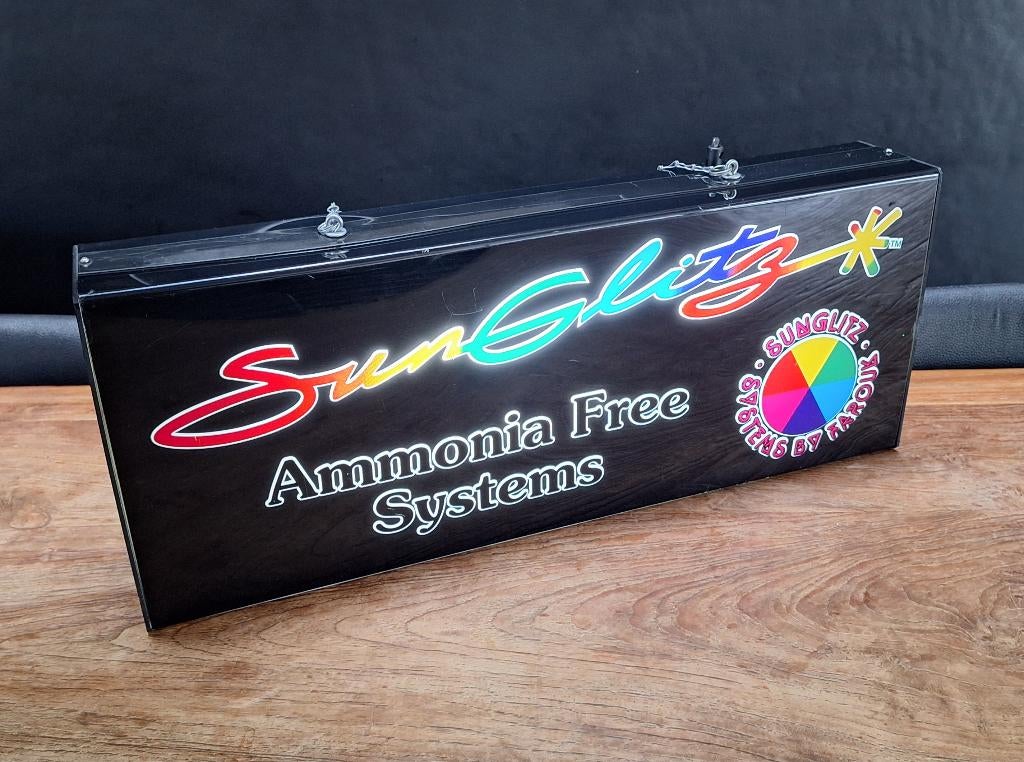 SunGlitz ™
Ammonia Free
Systems
· SUNGLITZ · SYSTEMS BY FAROUK